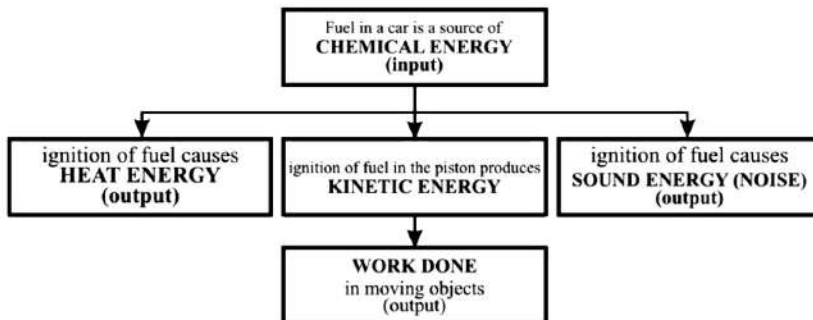 Fuel in a car is a source of
CHEMICAL ENERGY
(input)
ignition of fuel causes
HEAT ENERGY
(output)
ignition of fuel in the piston produces
KINETIC ENERGY
ignition of fuel causes
SOUND ENERGY (NOISE)
(output)
WORK DONE
in moving objects
(output)